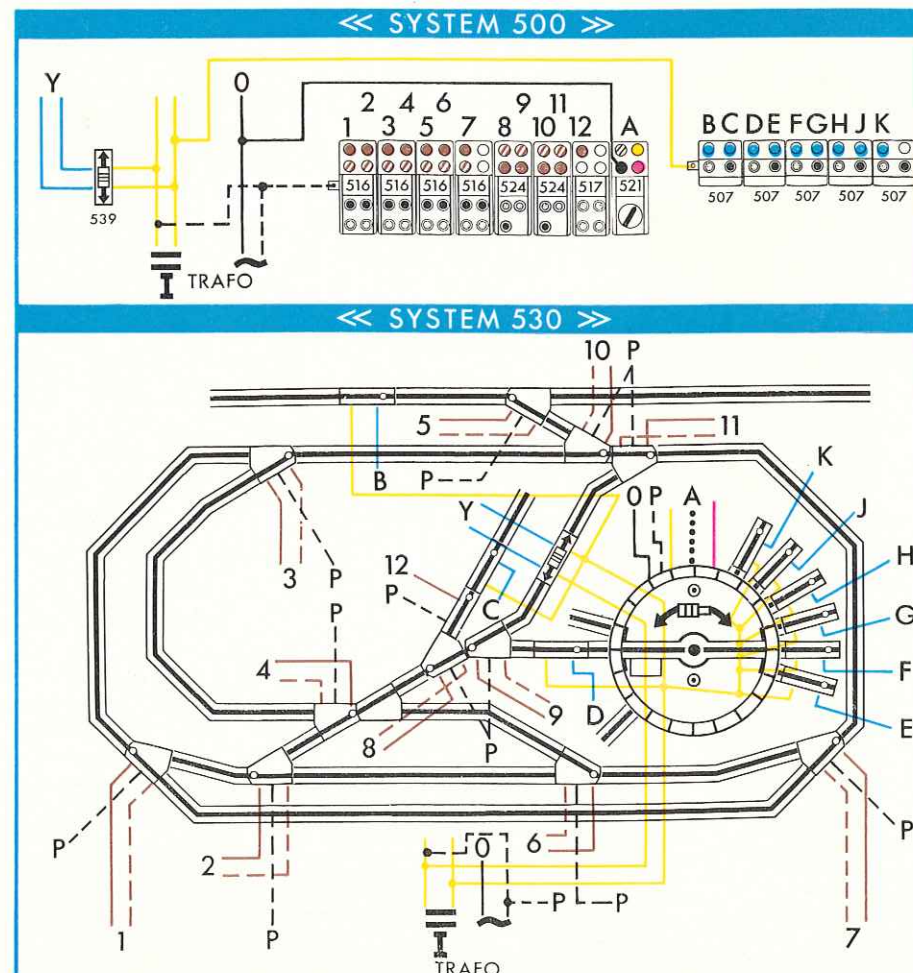 << SYSTEM 500 >>
Y
0
2 4 6 9 11
1 3 5 7 8 10 12 A
B C D E F G H J K
516 516 516 516 524 524 517 521
539
507 507 507 507 507
I TRAFO
<< SYSTEM 530 >>
10 P
5
11
B P
K
Y 0 P A
J
3 P
12
H
P
C
G
P
4
F
D
9
E
8
P
P
2
6
0
P
P P
1
P
I
7
TRAFO